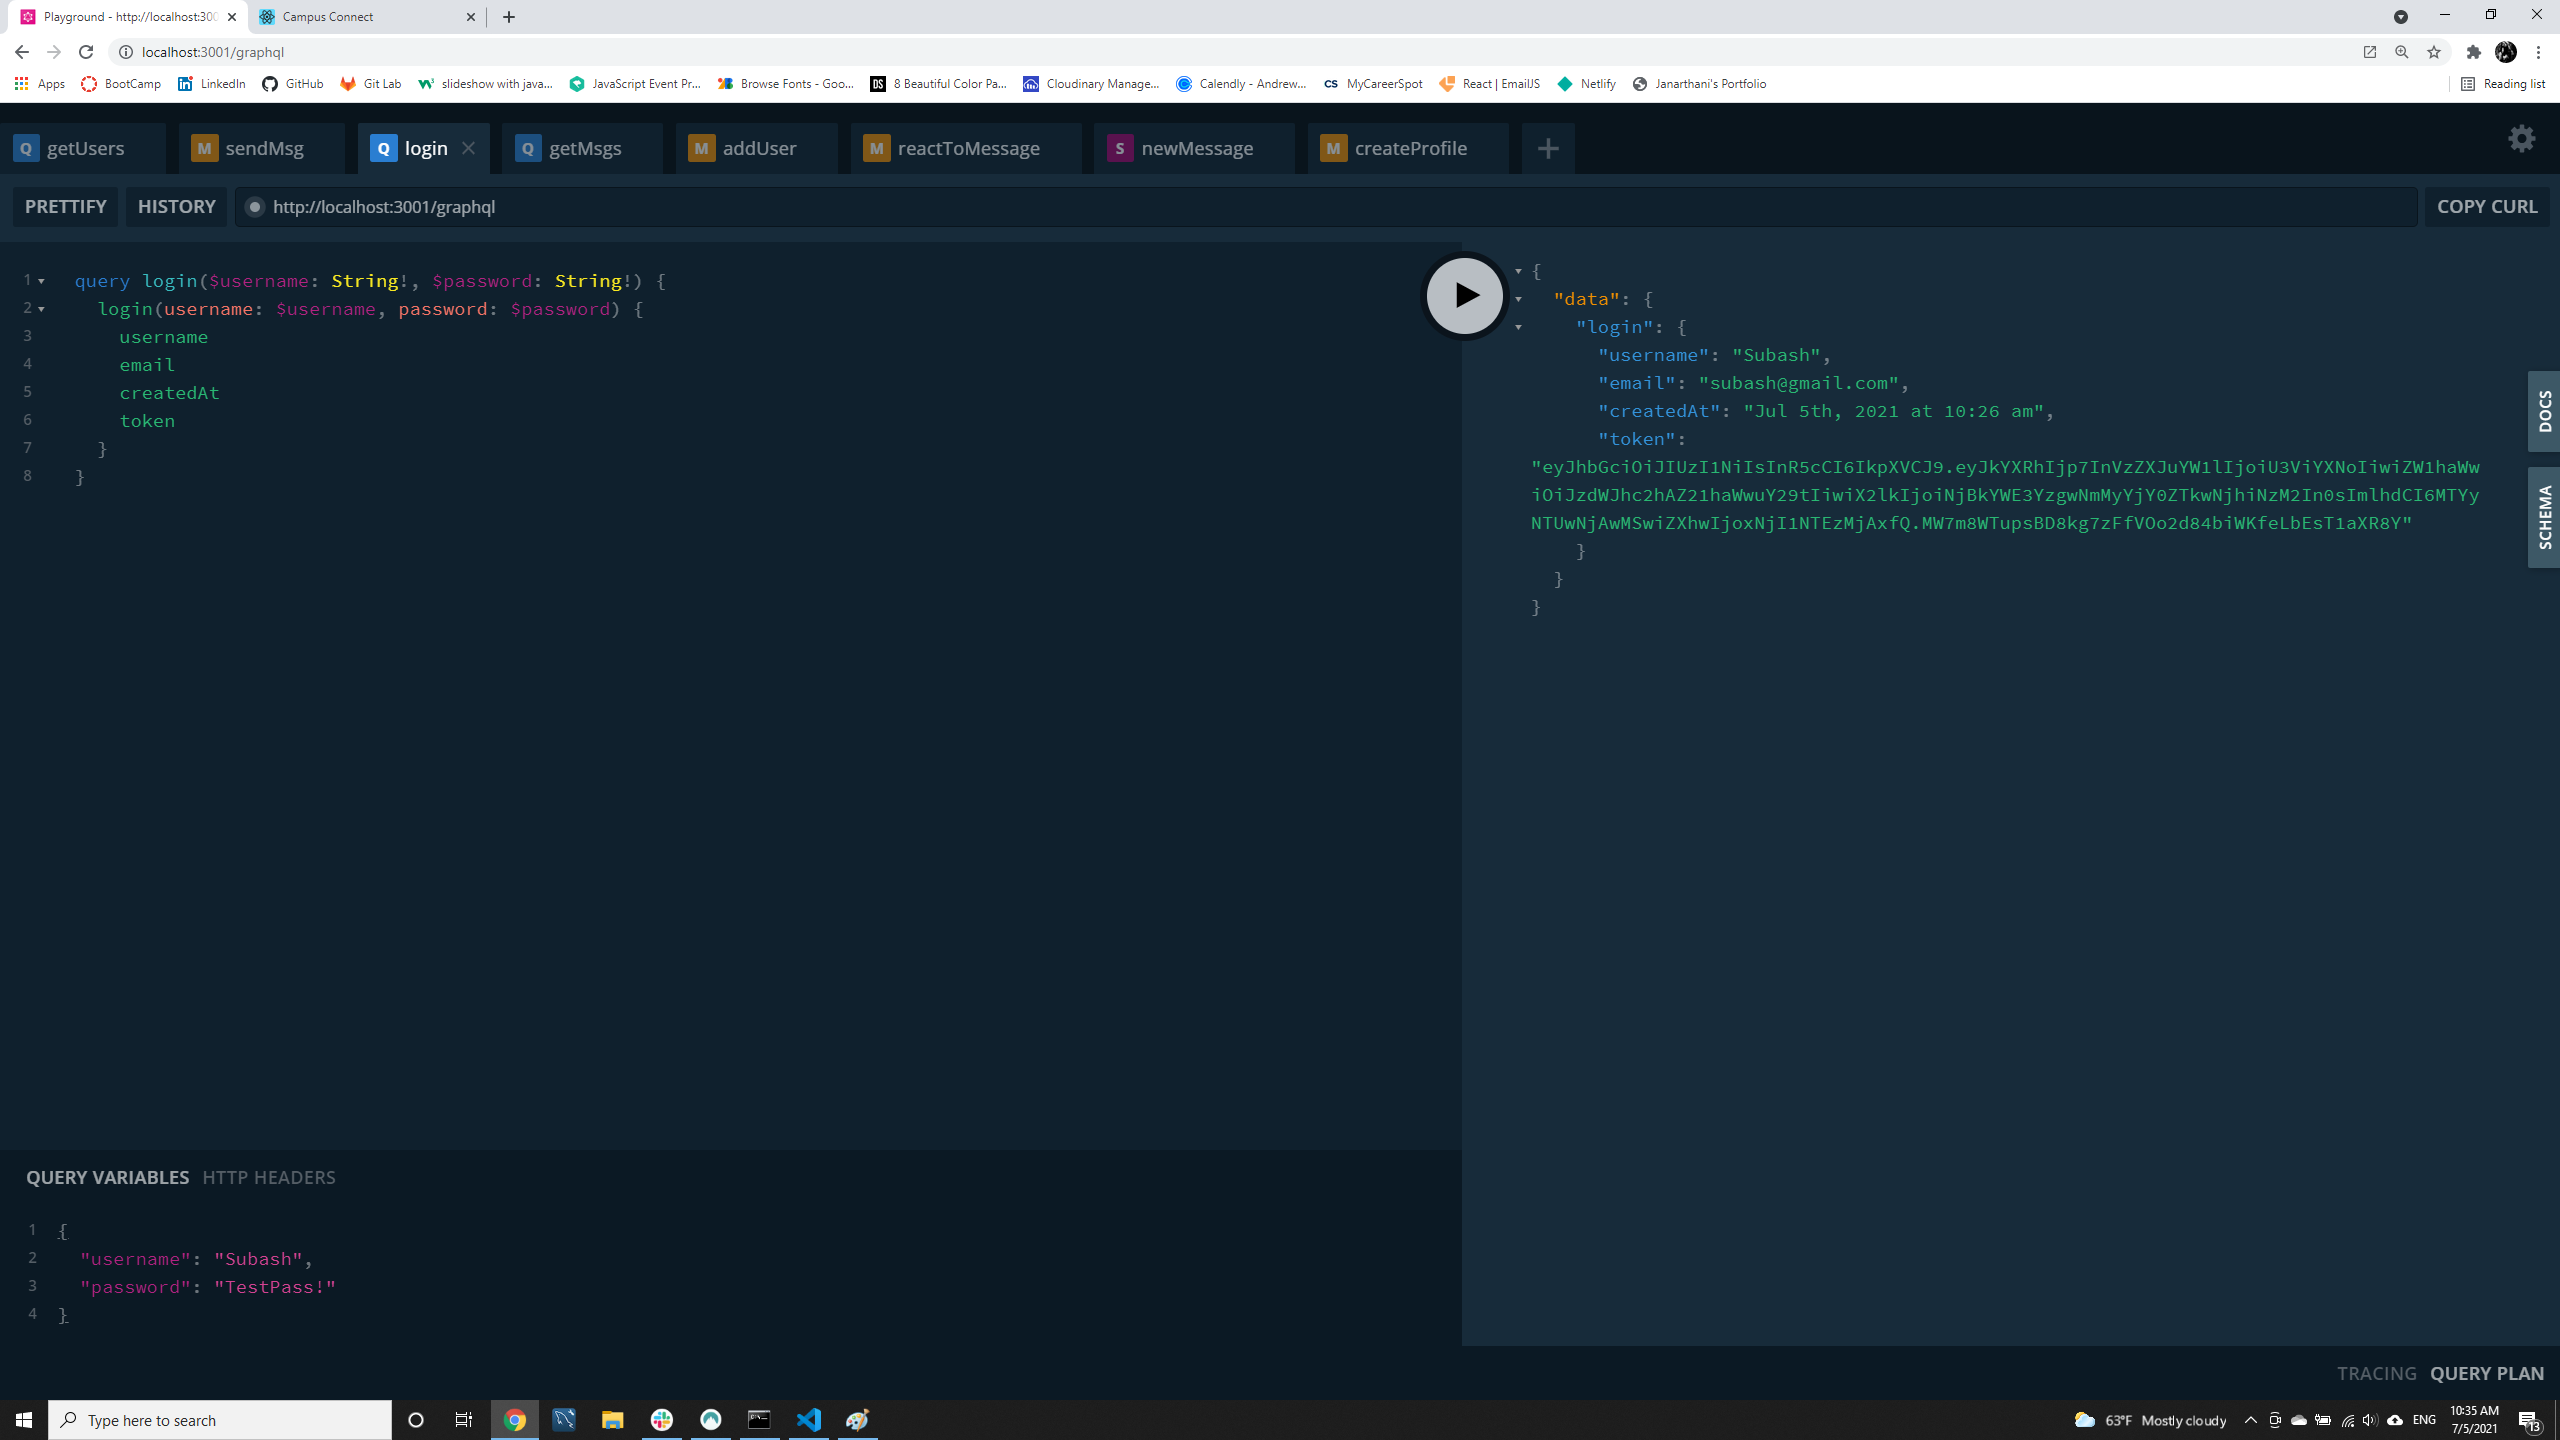 Playground - http://localhost:300
Campus Connect
localhost:3001/graphql
Apps
BootCamp
LinkedIn
GitHub
Git Lab
slideshow with java...
JavaScript Event Pr...
Browse Fonts - Goo...
DS
8 Beautiful Color Pa...
Cloudinary Manage...
Calendly - Andrew...
CS
MyCareerSpot
React | EmailJS
Netlify
Janarthani's Portfolio
Reading list
Q getUsers
M sendMsg
Q login
Q getMsgs
M addUser
M reactToMessage
S newMessage
M createProfile
PRETTIFY
HISTORY
http://localhost:3001/graphql
COPY CURL
1 query login($username: String!, $password: String!) {
2 login(username: $username, password: $password) {
3 username
4 email
5 createdAt
6 token
7 }
8 }
{
"data": {
"login": {
"username": "Subash",
"email": "subash@gmail.com",
"createdAt": "Jul 5th, 2021 at 10:26 am",
"token":
"eyJhbGciOiJIUzI1NiIsInR5cCI6IkpXVCJ9.eyJkYXRhIjp7InVzZXJuYW1lIjoiU3ViYXNoIiwiZW1haWw
iOiJzdWJhc2hAZ21haWwuY29tIiwiX2lkIjoiNjBkYWE3YzgwNmMyYjY0ZTkwNjhiNzM2In0sImlhdCI6MTYy
NTUwNjAwMSwiZXhwIjoxNjI1NTEzMjAxfQ.MW7m8WTupsBD8kg7zFfVOo2d84biWKfeLbEsT1aXR8Y"
}
}
}
DOCS
SCHEMA
QUERY VARIABLES
HTTP HEADERS
1 {
2 "username": "Subash",
3 "password": "TestPass!"
4 }
TRACING
QUERY PLAN
Type here to search
63°F Mostly cloudy
ENG
10:35 AM
7/5/2021
13